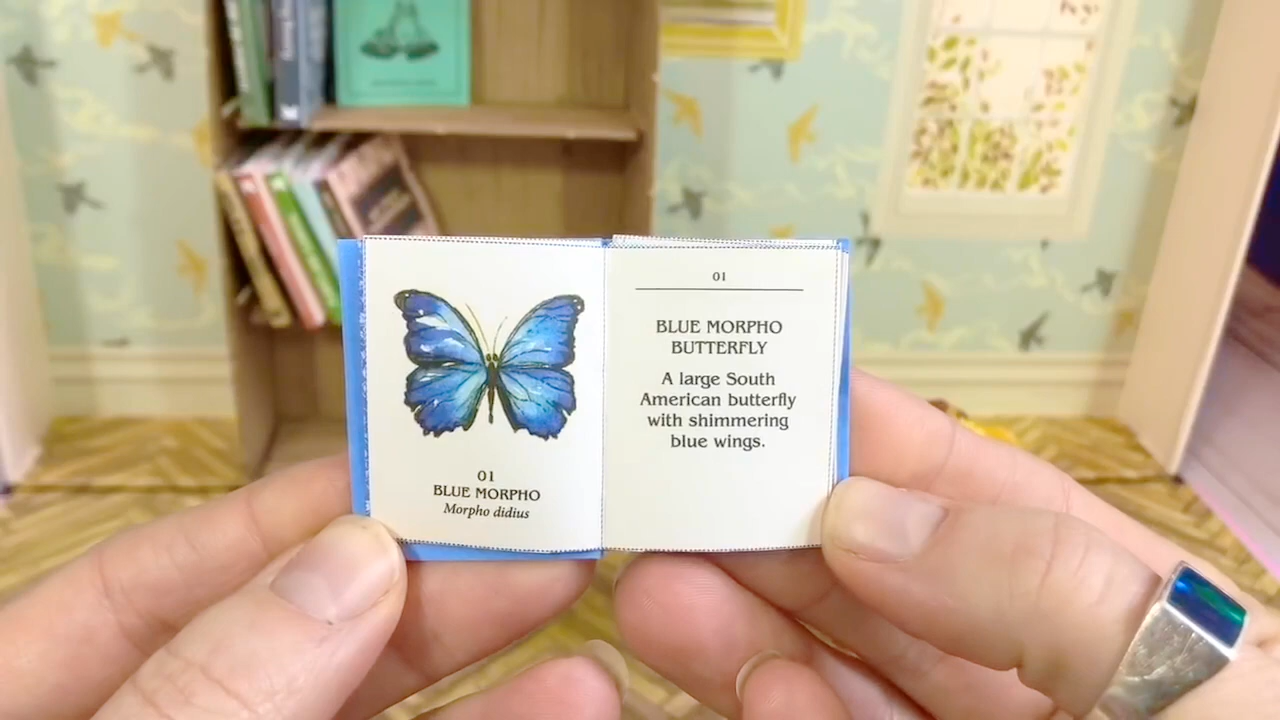 01
BLUE MORPHO
Morpho didius
01
BLUE MORPHO
BUTTERFLY
A large South
American butterfly
with shimmering
blue wings.